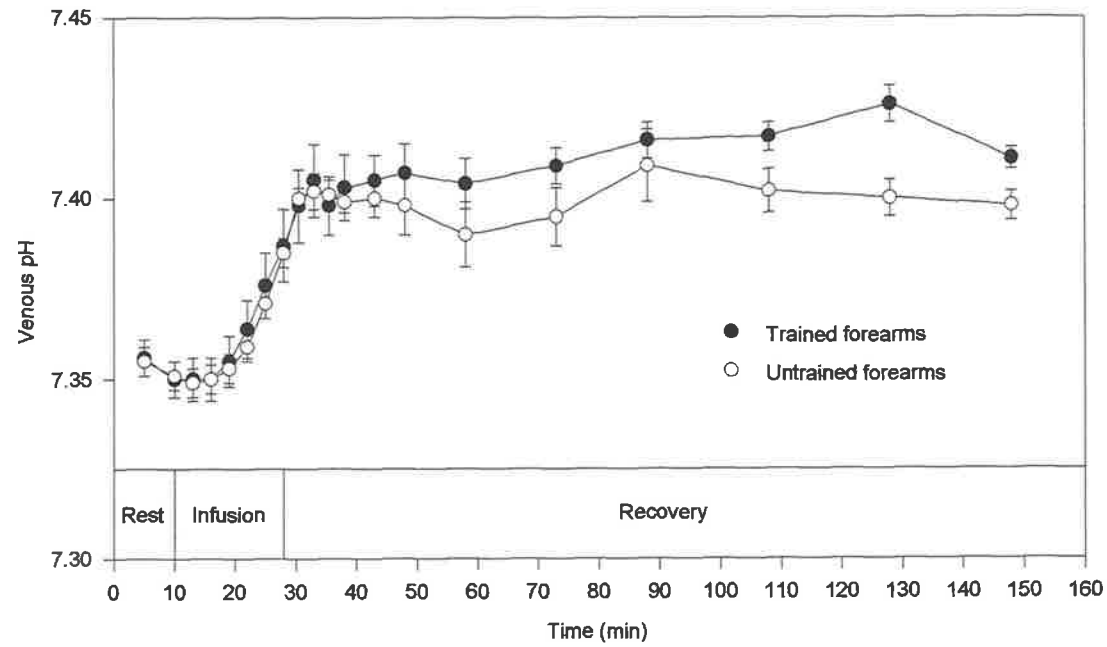 7.45
7.40
7.35
7.30
Venous pH
Trained forearms
Untrained forearms
Rest
Infusion
Recovery
0 10 20 30 40 50 60 70 80 90 100 110 120 130 140 150 160
Time (min)